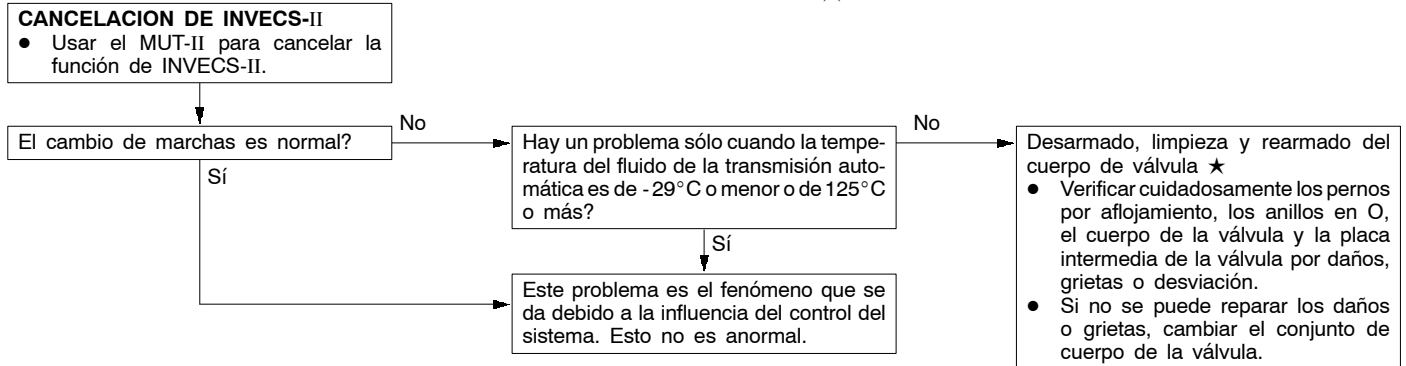 CANCELACION DE INVECS-II
● Usar el MUT-II para cancelar la
función de INVECS-II.
El cambio de marchas es normal?
No
Sí
Hay un problema sólo cuando la tempe-
ratura del fluido de la transmisión auto-
mática es de -29°C o menor o de 125°C
o más?
No
Sí
Este problema es el fenómeno que se
da debido a la influencia del control del
sistema. Esto no es anormal.
Desarmado, limpieza y rearmado del
cuerpo de válvula ★
● Verificar cuidadosamente los pernos
por aflojamiento, los anillos en O,
el cuerpo de la válvula y la placa
intermedia de la válvula por daños,
grietas o desviación.
● Si no se puede reparar los daños
o grietas, cambiar el conjunto de
cuerpo de la válvula.